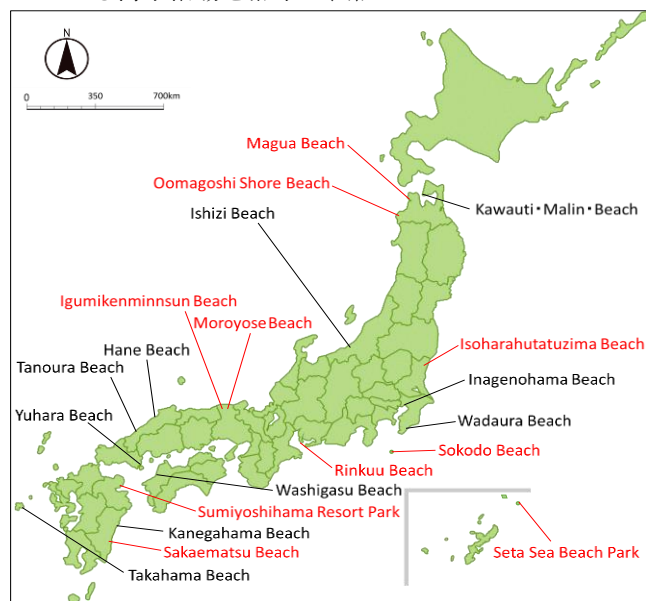 N
0
350
700km
Magua Beach
Oomagoshi Shore Beach
Kawauti・Malin・Beach
Ishizi Beach
Igumikenminnsun Beach
Moroyose Beach
Isoharahutatuzima Beach
Hane Beach
Inagenohama Beach
Tanoura Beach
Yuhara Beach
Wadaura Beach
Sokodo Beach
Rinkuu Beach
Washigasu Beach
Sumiyoshihama Resort Park
Kanegahama Beach
Sakaematsu Beach
Seta Sea Beach Park
Takahama Beach